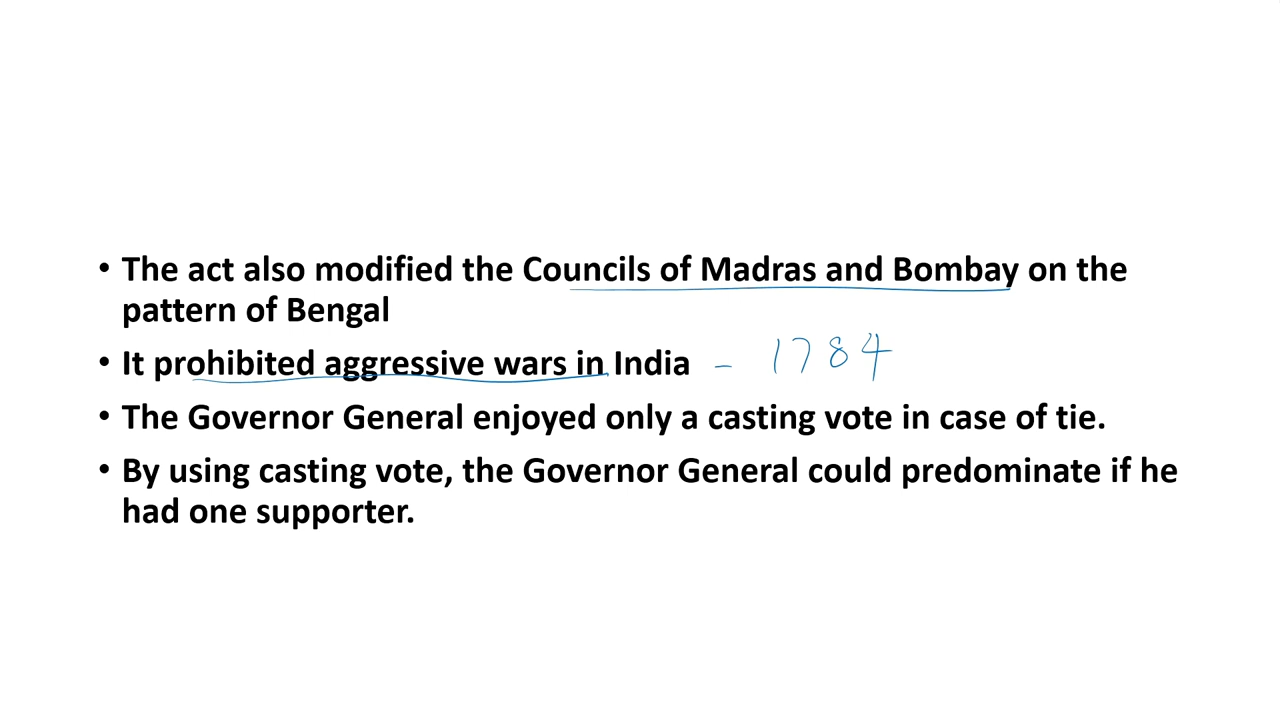 • The act also modified the Councils of Madras and Bombay on the
pattern of Bengal
• It prohibited aggressive wars in India - 1784
• The Governor General enjoyed only a casting vote in case of tie.
• By using casting vote, the Governor General could predominate if he
had one supporter.